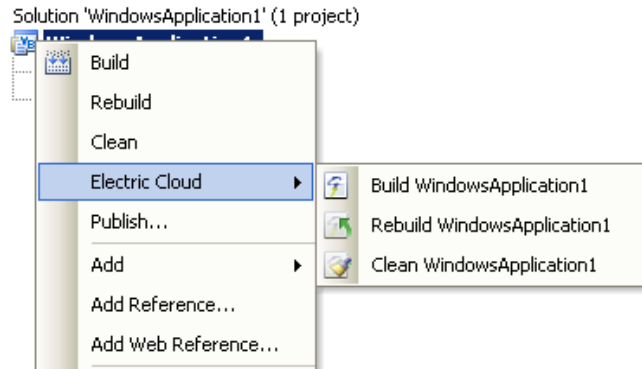 Solution 'WindowsApplication1' (1 project)
Build
Rebuild
Clean
Electric Cloud
Build WindowsApplication1
Publish...
Rebuild WindowsApplication1
Add
Clean WindowsApplication1
Add Reference...
Add Web Reference...